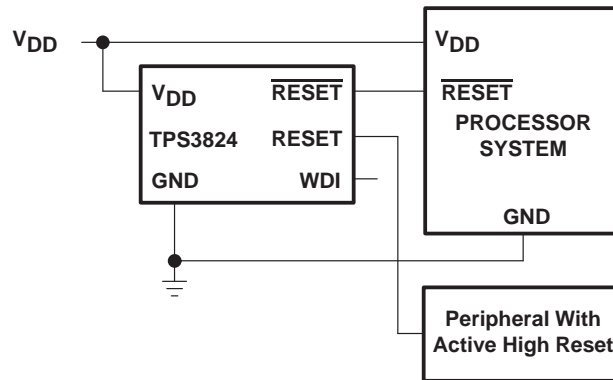 VDD
VDD
VDD
RESET
RESET
TPS3824
RESET
PROCESSOR
SYSTEM
GND
WDI
GND
Peripheral With
Active High Reset